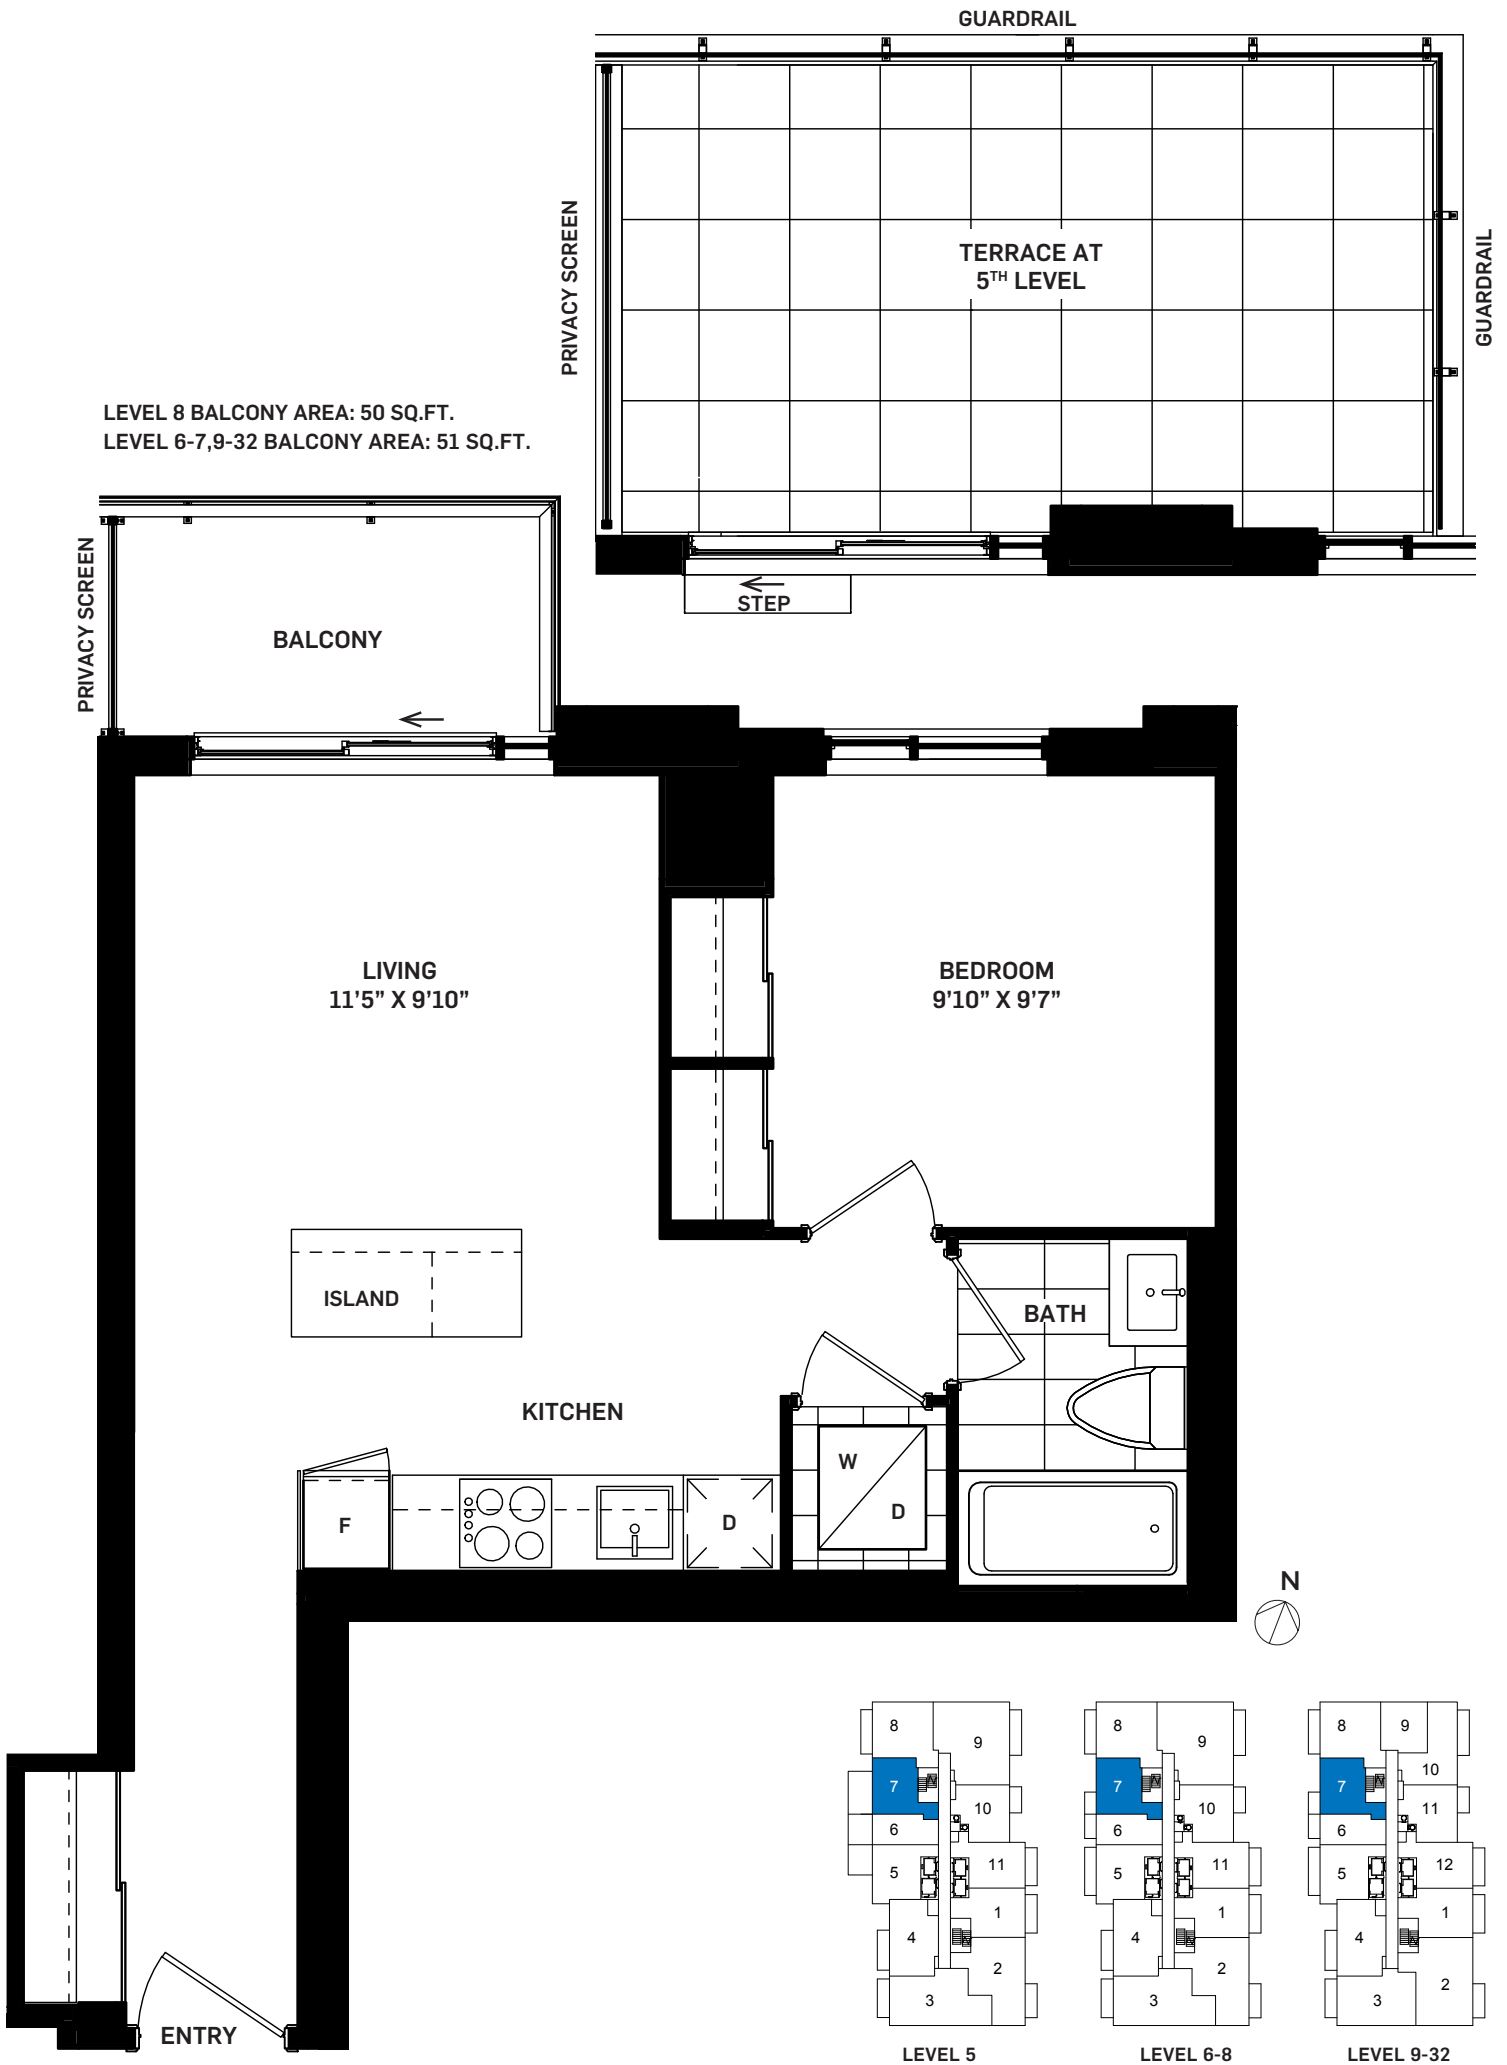 GUARDRAIL
PRIVACY SCREEN
TERRACE AT
5TH LEVEL
GUARDRAIL
LEVEL 8 BALCONY AREA: 50 SQ.FT.
LEVEL 6-7,9-32 BALCONY AREA: 51 SQ.FT.
STEP
PRIVACY SCREEN
BALCONY
LIVING
11’5” X 9’10”
BEDROOM
9’10” X 9’7”
ISLAND
BATH
KITCHEN
W
D
F
D
N
8
9
7
10
6
5
11
1
4
2
3
LEVEL 5
8
9
7
10
6
5
11
1
4
2
3
LEVEL 6-8
8
9
10
7
11
6
5
12
1
4
2
3
LEVEL 9-32
ENTRY